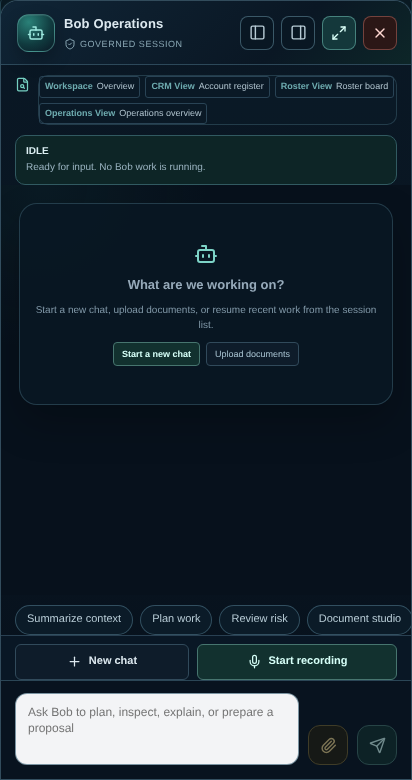 Bob Operations
GOVERNED SESSION
Workspace Overview CRM View Account register Roster View Roster board
Operations View Operations overview
IDLE
Ready for input. No Bob work is running.
What are we working on?
Start a new chat, upload documents, or resume recent work from the session
list.
Start a new chat Upload documents
Summarize context Plan work Review risk Document studio
New chat Start recording
Ask Bob to plan, inspect, explain, or prepare a
proposal